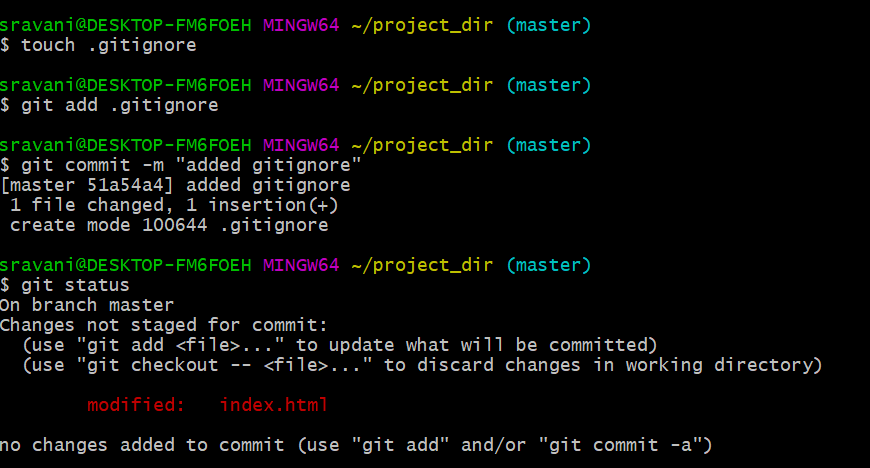 sravani@DESKTOP-FM6FOEH MINGW64 ~/project_dir (master)
$ touch .gitignore
sravani@DESKTOP-FM6FOEH MINGW64 ~/project_dir (master)
$ git add .gitignore
sravani@DESKTOP-FM6FOEH MINGW64 ~/project_dir (master)
$ git commit -m "added gitignore"
[master 51a54a4] added gitignore
1 file changed, 1 insertion(+)
create mode 100644 .gitignore
sravani@DESKTOP-FM6FOEH MINGW64 ~/project_dir (master)
$ git status
On branch master
Changes not staged for commit:
(use "git add <file>..." to update what will be committed)
(use "git checkout -- <file>..." to discard changes in working directory)
modified: index.html
no changes added to commit (use "git add" and/or "git commit -a")